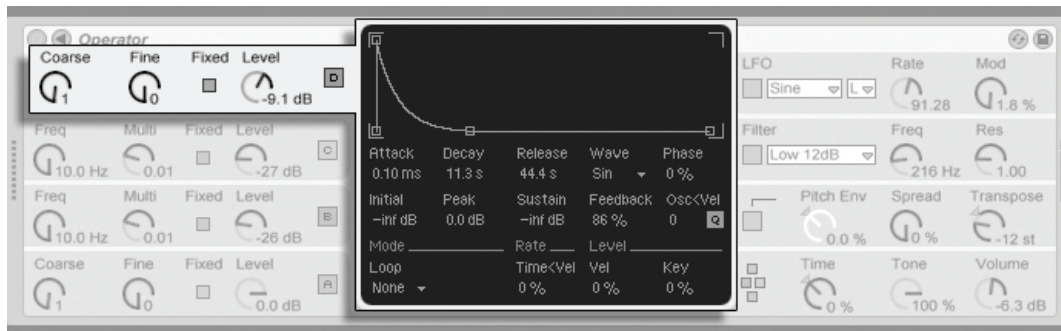 Operator
Coarse Fine Fixed Level
1 0 -9.1 dB D
Freq Multi Fixed Level
10.0 Hz 0.01 -27 dB C
Freq Multi Fixed Level
10.0 Hz 0.01 -26 dB B
Coarse Fine Fixed Level
1 0 0.0 dB A
Attack Decay Release Wave Phase
0.10 ms 11.3 s 44.4 s Sin 0 %
Initial Peak Sustain Feedback Osc<Vel
-inf dB 0.0 dB -inf dB 86 % 0 Q
Mode Rate Level
Loop Time<Vel Vel Key
None 0 % 0 % 0 %
LFO Rate Mod
Sine L 91.28 1.8 %
Filter Freq Res
Low 12dB 216 Hz 1.00
Pitch Env Spread Transpose
0.0 % 0 % -12 st
Time Tone Volume
0 % 100 % -6.3 dB